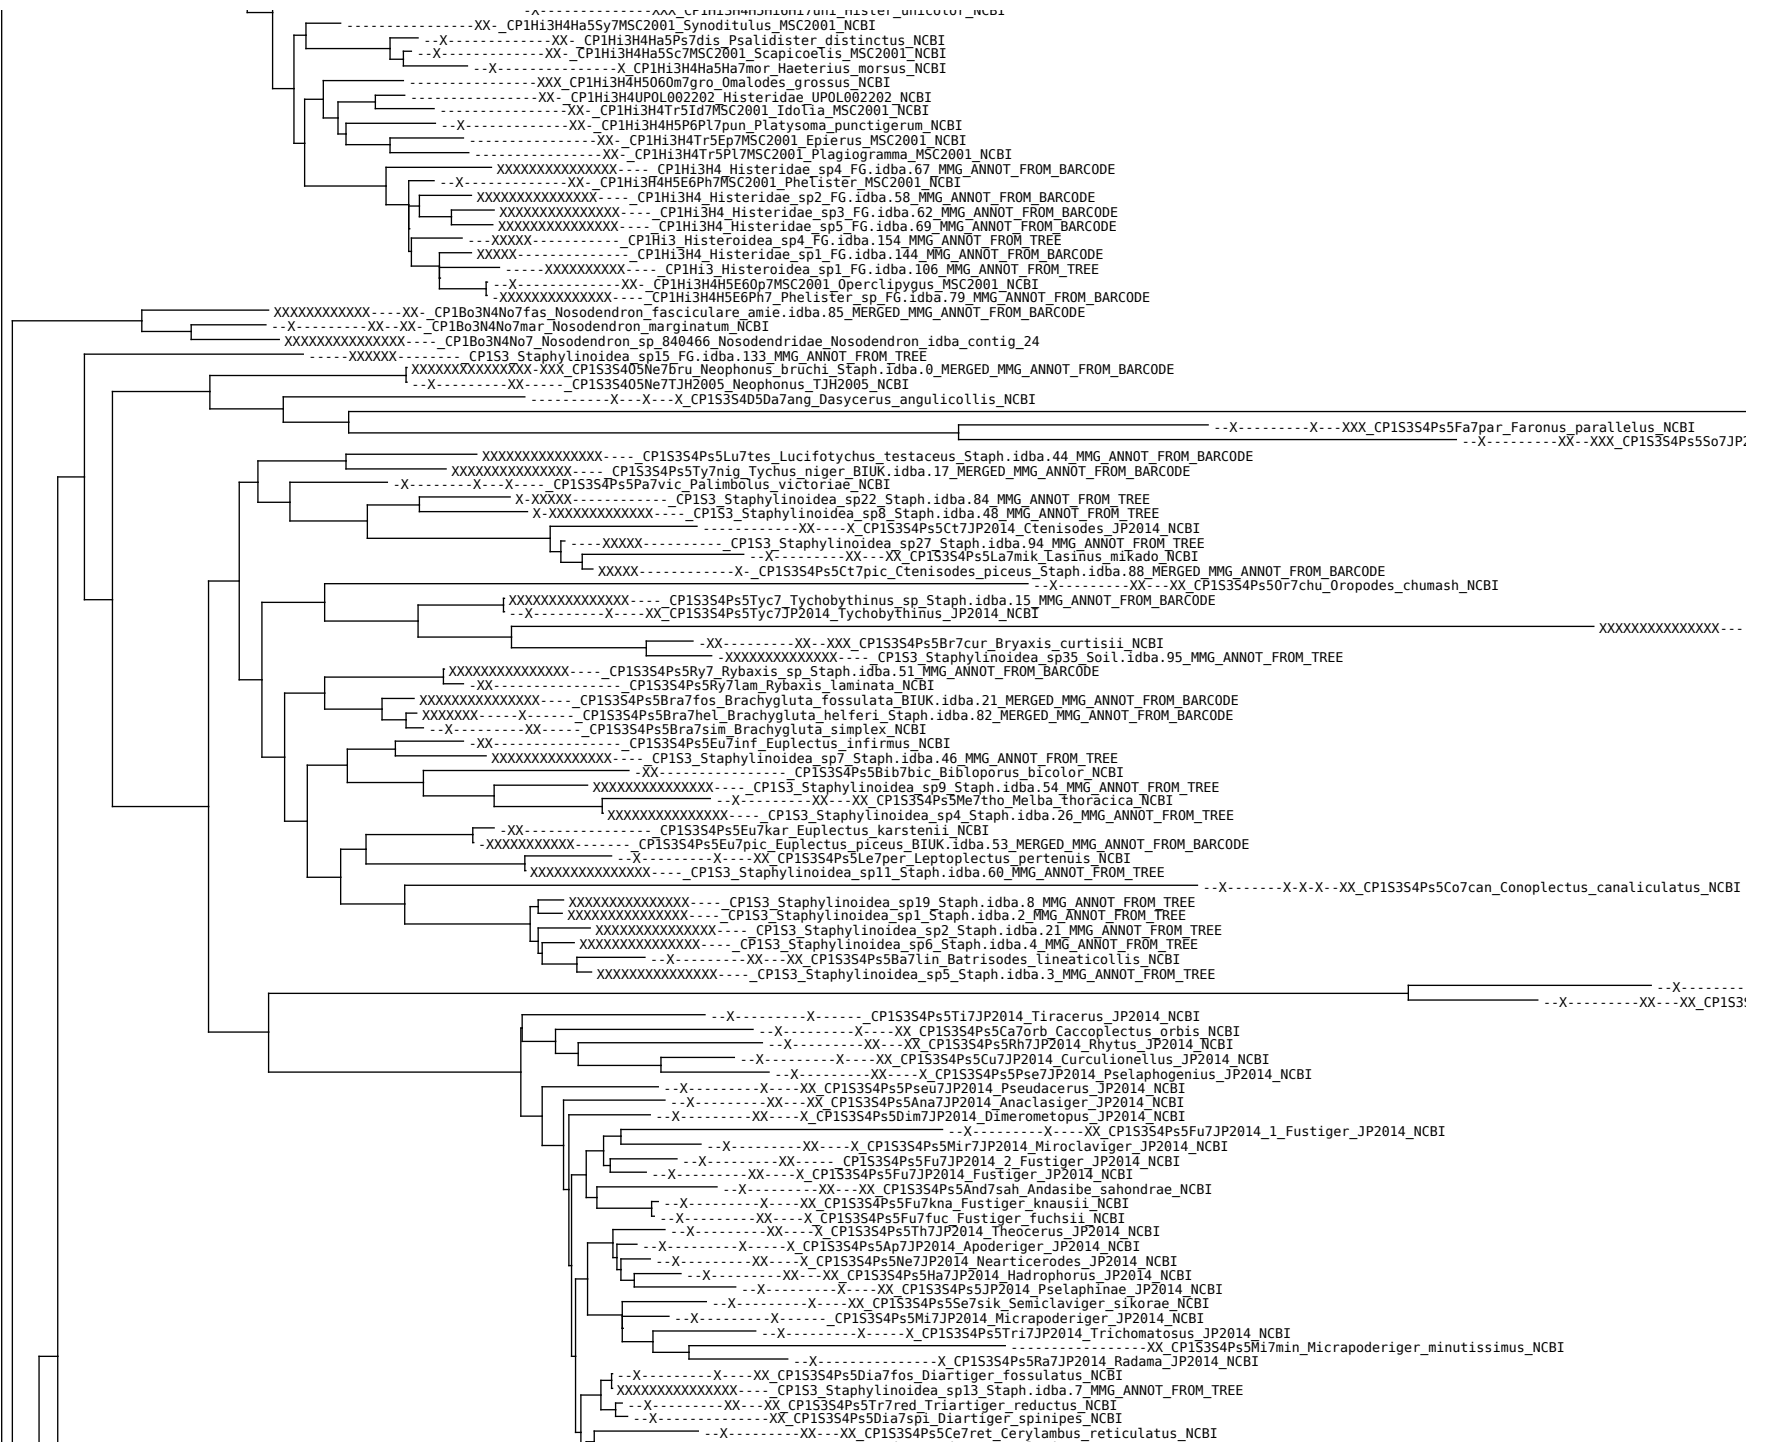 -X--------------XXX_CP1Hi3H4H5Hi6Hi7uni_Hister_unicolor_NCBI
----------------XX-_CP1Hi3H4Ha5Sy7MSC2001_Synoditulus_MSC2001_NCBI
--X-------------XX-_CP1Hi3H4Ha5Ps7dis_Psalidister_distinctus_NCBI
--X-------------XX-_CP1Hi3H4Ha5Sc7MSC2001_Scapicoelis_MSC2001_NCBI
--X---------------X_CP1Hi3H4Ha5Ha7mor_Haeterius_morsus_NCBI
----------------XXX_CP1Hi3H4H5O6Om7gro_Omalodes_grossus_NCBI
----------------XX-_CP1Hi3H4UPOL002202_Histeridae_UPOL002202_NCBI
----------------XX-_CP1Hi3H4Tr5Id7MSC2001_Idolia_MSC2001_NCBI
--X-------------XX-_CP1Hi3H4H5P6Pl7pun_Platysoma_punctigerum_NCBI
----------------XX-_CP1Hi3H4Tr5Ep7MSC2001_Epierus_MSC2001_NCBI
----------------XX-_CP1Hi3H4Tr5Pl7MSC2001_Plagiogramma_MSC2001_NCBI
XXXXXXXXXXXXXXX----_CP1Hi3H4_Histeridae_sp4_FG.idba.67_MMG_ANNOT_FROM_BARCODE
--X-------------XX-_CP1Hi3H4H5E6Ph7MSC2001_Phelister_MSC2001_NCBI
XXXXXXXXXXXXXXX----_CP1Hi3H4_Histeridae_sp2_FG.idba.58_MMG_ANNOT_FROM_BARCODE
XXXXXXXXXXXXXXX----_CP1Hi3H4_Histeridae_sp3_FG.idba.62_MMG_ANNOT_FROM_BARCODE
XXXXXXXXXXXXXXX----_CP1Hi3H4_Histeridae_sp5_FG.idba.69_MMG_ANNOT_FROM_BARCODE
---XXXXX-----------_CP1Hi3_Histeroidea_sp4_FG.idba.154_MMG_ANNOT_FROM_TREE
XXXXX--------------_CP1Hi3H4_Histeridae_sp1_FG.idba.144_MMG_ANNOT_FROM_BARCODE
-----XXXXXXXXXX----_CP1Hi3_Histeroidea_sp1_FG.idba.106_MMG_ANNOT_FROM_TREE
--X-------------XX-_CP1Hi3H4H5E6Op7MSC2001_Operclipygus_MSC2001_NCBI
-XXXXXXXXXXXXXX----_CP1Hi3H4H5E6Ph7_Phelister_sp_FG.idba.79_MMG_ANNOT_FROM_BARCODE
XXXXXXXXXXXX----XX-_CP1Bo3N4No7fas_Nosodendron_fasciculare_amie.idba.85_MERGED_MMG_ANNOT_FROM_BARCODE
--X---------XX--XX-_CP1Bo3N4No7mar_Nosodendron_marginatum_NCBI
XXXXXXXXXXXXXXX----_CP1Bo3N4No7_Nosodendron_sp_840466_Nosodendridae_Nosodendron_idba_contig_24
-----XXXXXX--------_CP1S3_Staphylinoidea_sp15_FG.idba.133_MMG_ANNOT_FROM_TREE
XXXXXXXXXXXXXXX-XXX_CP1S3S4O5Ne7bru_Neophonus_bruchi_Staph.idba.0_MERGED_MMG_ANNOT_FROM_BARCODE
--X---------XX-----_CP1S3S4O5Ne7TJH2005_Neophonus_TJH2005_NCBI
----------X---X---X_CP1S3S4D5Da7ang_Dasycerus_angulicollis_NCBI
--X---------X---XXX_CP1S3S4Ps5Fa7par_Faronus_parallelus_NCBI
--X---------XX--XXX_CP1S3S4Ps5So7JP2
XXXXXXXXXXXXXXX----_CP1S3S4Ps5Lu7tes_Lucifotychus_testaceus_Staph.idba.44_MMG_ANNOT_FROM_BARCODE
XXXXXXXXXXXXXXX----_CP1S3S4Ps5Ty7nig_Tychus_niger_BIUK.idba.17_MERGED_MMG_ANNOT_FROM_BARCODE
-X--------X---X----_CP1S3S4Ps5Pa7vic_Palimbolus_victoriae_NCBI
X-XXXXX------------_CP1S3_Staphylinoidea_sp22_Staph.idba.84_MMG_ANNOT_FROM_TREE
X-XXXXXXXXXXXXX----_CP1S3_Staphylinoidea_sp8_Staph.idba.48_MMG_ANNOT_FROM_TREE
------------XX----X_CP1S3S4Ps5Ct7JP2014_Ctenisodes_JP2014_NCBI
----XXXXX----------_CP1S3_Staphylinoidea_sp27_Staph.idba.94_MMG_ANNOT_FROM_TREE
--X---------XX---XX_CP1S3S4Ps5La7mik_Lasinus_mikado_NCBI
XXXXX------------X-_CP1S3S4Ps5Ct7pic_Ctenisodes_piceus_Staph.idba.88_MERGED_MMG_ANNOT_FROM_BARCODE
--X---------XX---XX_CP1S3S4Ps5Or7chu_Oropodes_chumash_NCBI
XXXXXXXXXXXXXXX----_CP1S3S4Ps5Tyc7_Tychobythinus_sp_Staph.idba.15_MMG_ANNOT_FROM_BARCODE
--X---------X----XX_CP1S3S4Ps5Tyc7JP2014_Tychobythinus_JP2014_NCBI
XXXXXXXXXXXXXXX---
-XX---------XX--XXX_CP1S3S4Ps5Br7cur_Bryaxis_curtisii_NCBI
-XXXXXXXXXXXXXX----_CP1S3_Staphylinoidea_sp35_Soil.idba.95_MMG_ANNOT_FROM_TREE
XXXXXXXXXXXXXXX----_CP1S3S4Ps5Ry7_Rybaxis_sp_Staph.idba.51_MMG_ANNOT_FROM_BARCODE
-XX----------------_CP1S3S4Ps5Ry7lam_Rybaxis_laminata_NCBI
XXXXXXXXXXXXXXX----_CP1S3S4Ps5Bra7fos_Brachygluta_fossulata_BIUK.idba.21_MERGED_MMG_ANNOT_FROM_BARCODE
XXXXXXX-----X------_CP1S3S4Ps5Bra7hel_Brachygluta_helferi_Staph.idba.82_MERGED_MMG_ANNOT_FROM_BARCODE
--X---------XX-----_CP1S3S4Ps5Bra7sim_Brachygluta_simplex_NCBI
-XX----------------_CP1S3S4Ps5Eu7inf_Euplectus_infirmus_NCBI
XXXXXXXXXXXXXXX----_CP1S3_Staphylinoidea_sp7_Staph.idba.46_MMG_ANNOT_FROM_TREE
-XX----------------_CP1S3S4Ps5Bib7bic_Bibloporus_bicolor_NCBI
XXXXXXXXXXXXXXX----_CP1S3_Staphylinoidea_sp9_Staph.idba.54_MMG_ANNOT_FROM_TREE
--X---------XX---XX_CP1S3S4Ps5Me7tho_Melba_thoracica_NCBI
XXXXXXXXXXXXXXX----_CP1S3_Staphylinoidea_sp4_Staph.idba.26_MMG_ANNOT_FROM_TREE
-XX----------------_CP1S3S4Ps5Eu7kar_Euplectus_karstenii_NCBI
-XXXXXXXXXXX-------_CP1S3S4Ps5Eu7pic_Euplectus_piceus_BIUK.idba.53_MERGED_MMG_ANNOT_FROM_BARCODE
--X---------X----XX_CP1S3S4Ps5Le7per_Leptoplectus_pertenuis_NCBI
XXXXXXXXXXXXXXX----_CP1S3_Staphylinoidea_sp11_Staph.idba.60_MMG_ANNOT_FROM_TREE
--X-------X-X-X--XX_CP1S3S4Ps5Co7can_Conoplectus_canaliculatus_NCBI
XXXXXXXXXXXXXXX----_CP1S3_Staphylinoidea_sp19_Staph.idba.8_MMG_ANNOT_FROM_TREE
XXXXXXXXXXXXXXX----_CP1S3_Staphylinoidea_sp1_Staph.idba.2_MMG_ANNOT_FROM_TREE
XXXXXXXXXXXXXXX----_CP1S3_Staphylinoidea_sp2_Staph.idba.21_MMG_ANNOT_FROM_TREE
XXXXXXXXXXXXXXX----_CP1S3_Staphylinoidea_sp6_Staph.idba.4_MMG_ANNOT_FROM_TREE
--X---------XX---XX_CP1S3S4Ps5Ba7lin_Batrisodes_lineaticollis_NCBI
XXXXXXXXXXXXXXX----_CP1S3_Staphylinoidea_sp5_Staph.idba.3_MMG_ANNOT_FROM_TREE
--X--------
--X---------XX---XX_CP1S3S
--X---------X------_CP1S3S4Ps5Ti7JP2014_Tiracerus_JP2014_NCBI
--X---------X----XX_CP1S3S4Ps5Ca7orb_Caccoplectus_orbis_NCBI
--X---------XX---XX_CP1S3S4Ps5Rh7JP2014_Rhytus_JP2014_NCBI
--X---------X----XX_CP1S3S4Ps5Cu7JP2014_Curculionellus_JP2014_NCBI
--X---------XX----X_CP1S3S4Ps5Pse7JP2014_Pselaphogenius_JP2014_NCBI
--X---------X----XX_CP1S3S4Ps5Pseu7JP2014_Pseudacerus_JP2014_NCBI
--X---------XX---XX_CP1S3S4Ps5Ana7JP2014_Anaclasiger_JP2014_NCBI
--X---------XX----X_CP1S3S4Ps5Dim7JP2014_Dimerometopus_JP2014_NCBI
--X---------X----XX_CP1S3S4Ps5Fu7JP2014_1_Fustiger_JP2014_NCBI
--X---------XX----X_CP1S3S4Ps5Mir7JP2014_Miroclaviger_JP2014_NCBI
--X---------XX-----_CP1S3S4Ps5Fu7JP2014_2_Fustiger_JP2014_NCBI
--X---------XX----X_CP1S3S4Ps5Fu7JP2014_Fustiger_JP2014_NCBI
--X---------XX---XX_CP1S3S4Ps5And7sah_Andasibe_sahondrae_NCBI
--X---------X----XX_CP1S3S4Ps5Fu7kna_Fustiger_knausii_NCBI
--X---------XX----X_CP1S3S4Ps5Fu7fuc_Fustiger_fuchsii_NCBI
--X---------XX----X_CP1S3S4Ps5Th7JP2014_Theocerus_JP2014_NCBI
--X---------X-----X_CP1S3S4Ps5Ap7JP2014_Apoderiger_JP2014_NCBI
--X---------XX----X_CP1S3S4Ps5Ne7JP2014_Nearticerodes_JP2014_NCBI
--X---------XX---XX_CP1S3S4Ps5Ha7JP2014_Hadrophorus_JP2014_NCBI
--X---------X----XX_CP1S3S4Ps5JP2014_Pselaphinae_JP2014_NCBI
--X---------X----XX_CP1S3S4Ps5Se7sik_Semiclaviger_sikorae_NCBI
--X---------X------_CP1S3S4Ps5Mi7JP2014_Micrapoderiger_JP2014_NCBI
--X---------X-----X_CP1S3S4Ps5Tri7JP2014_Trichomatosus_JP2014_NCBI
-----------------XX_CP1S3S4Ps5Mi7min_Micrapoderiger_minutissimus_NCBI
--X---------------X_CP1S3S4Ps5Ra7JP2014_Radama_JP2014_NCBI
--X---------X----XX_CP1S3S4Ps5Dia7fos_Diartiger_fossulatus_NCBI
XXXXXXXXXXXXXXX----_CP1S3_Staphylinoidea_sp13_Staph.idba.7_MMG_ANNOT_FROM_TREE
--X---------XX---XX_CP1S3S4Ps5Tr7red_Triartiger_reductus_NCBI
--X--------------XX_CP1S3S4Ps5Dia7spi_Diartiger_spinipes_NCBI
--X---------XX---XX_CP1S3S4Ps5Ce7ret_Cerylambus_reticulatus_NCBI